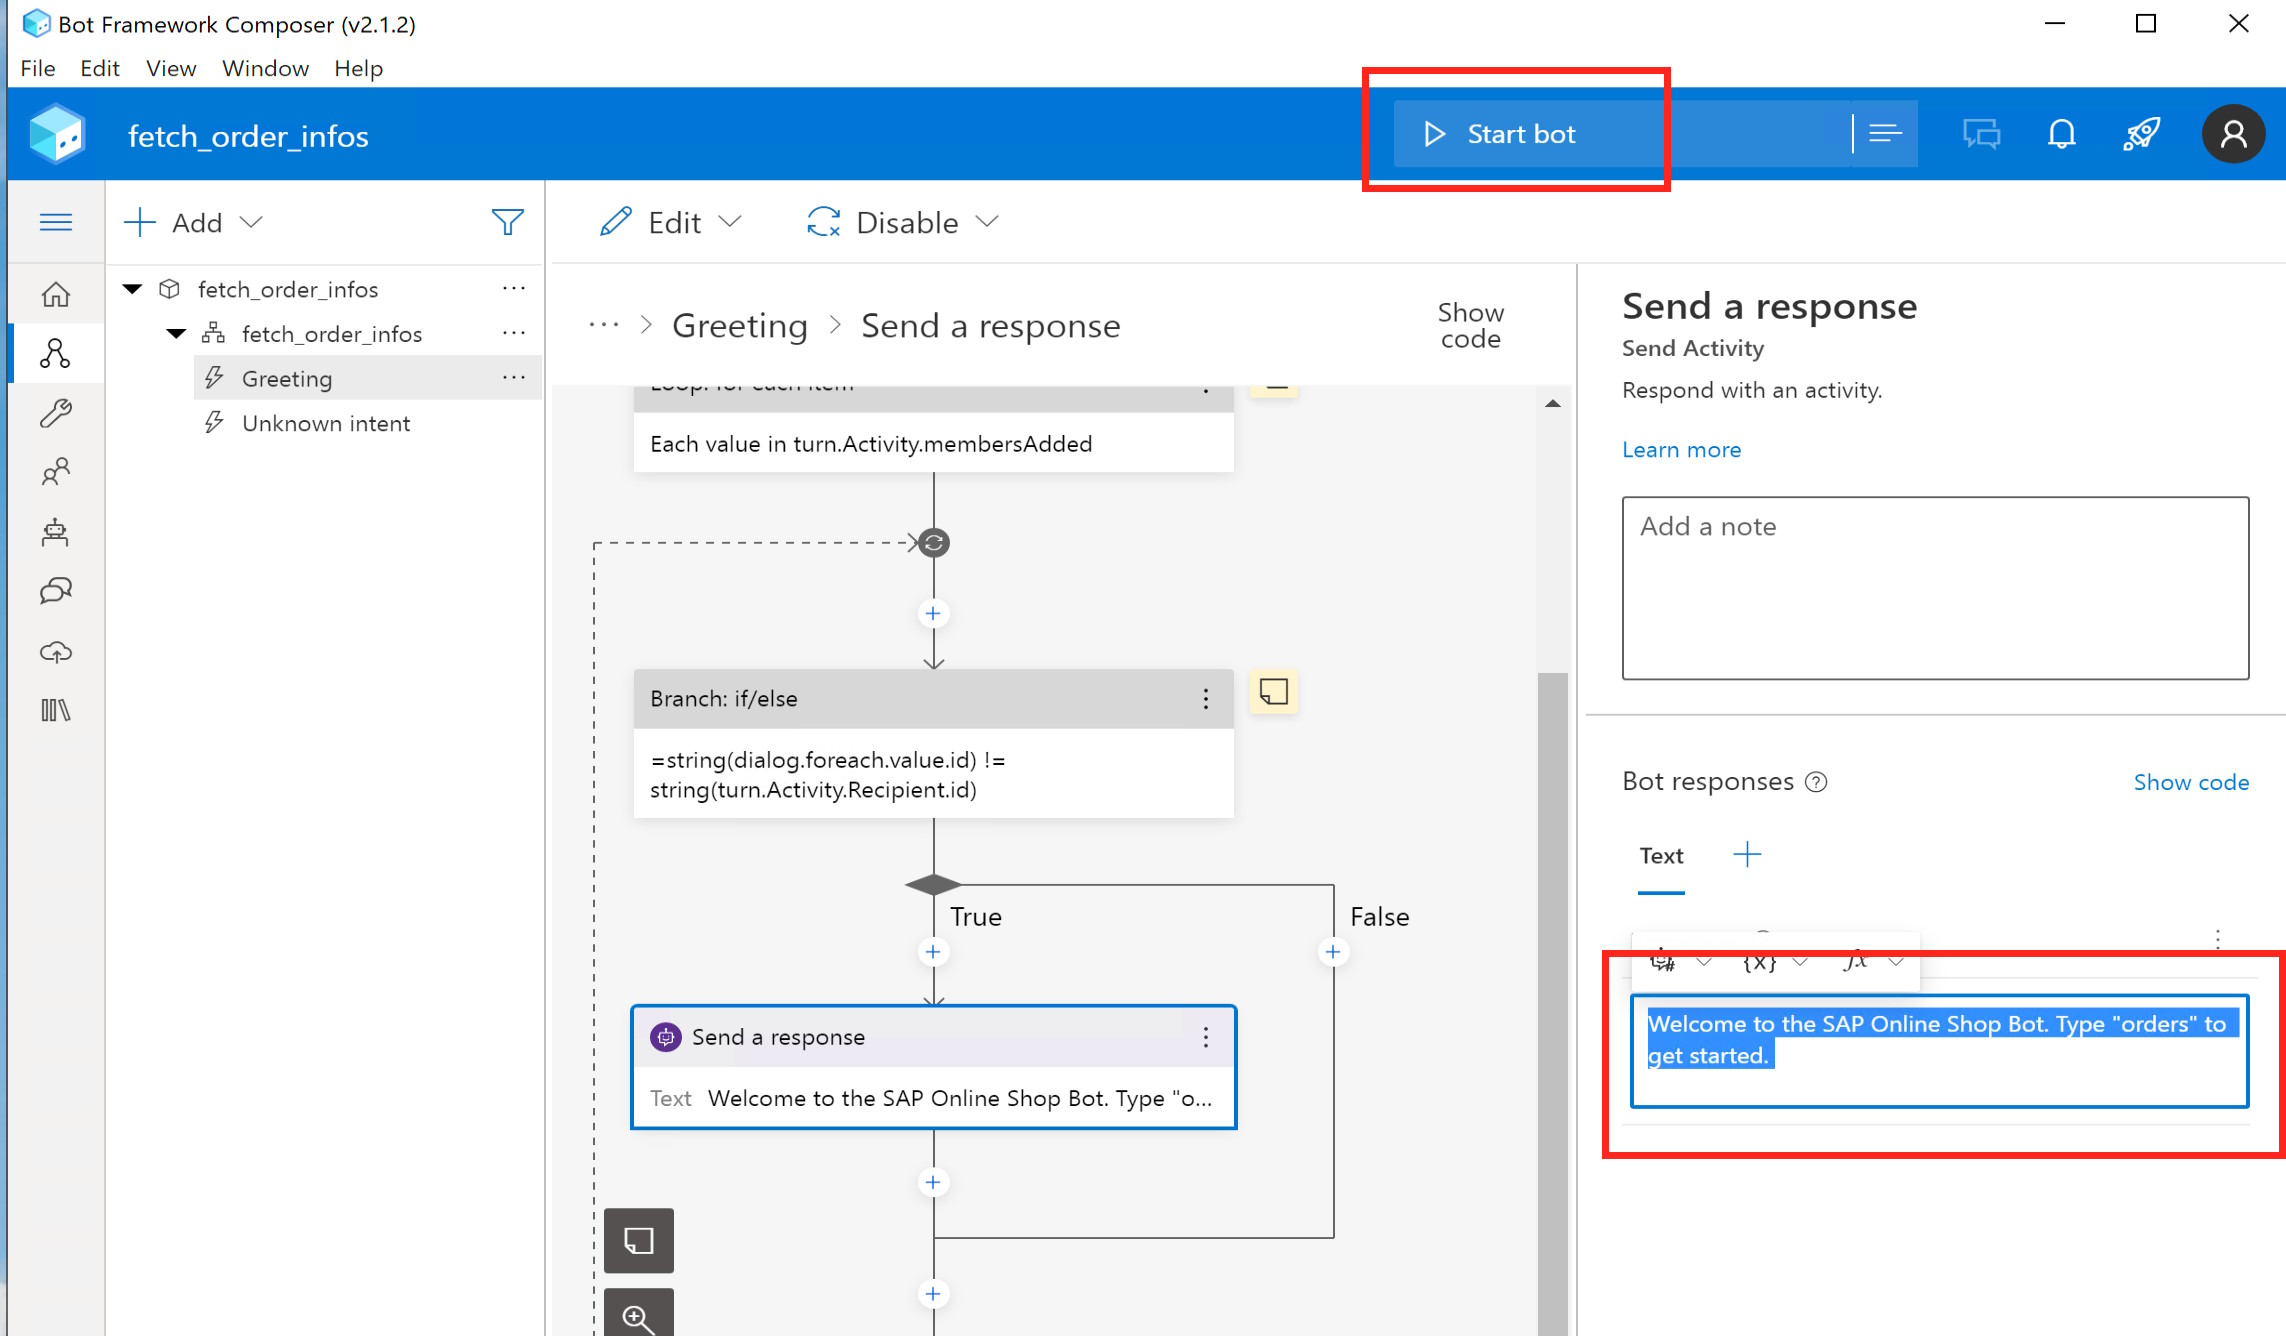 Bot Framework Composer (v2.1.2)
File Edit View Window Help
fetch_order_infos
Start bot
Add
Edit
Disable
fetch_order_infos
fetch_order_infos
Greeting
Unknown intent
Greeting > Send a response
Show
code
Loop: for each item
Each value in turn.Activity.membersAdded
Branch: if/else
=string(dialog.foreach.value.id) !=
string(turn.Activity.Recipient.id)
True
False
Send a response
Text Welcome to the SAP Online Shop Bot. Type "o...
Send a response
Send Activity
Respond with an activity.
Learn more
Add a note
Bot responses
Show code
Text
{x}
fx
Welcome to the SAP Online Shop Bot. Type "orders" to
get started.